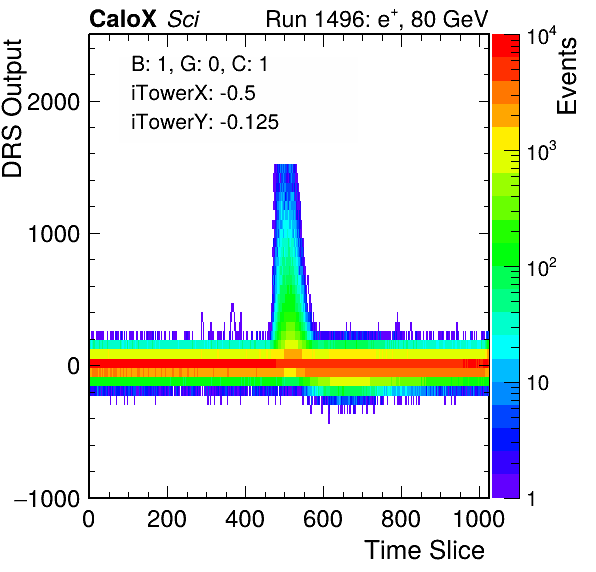 CaloX Sci Run 1496: e+, 80 GeV
B: 1, G: 0, C: 1
iTowerX: -0.5
iTowerY: -0.125
DRS Output
2000
1000
0
−1000
0 200 400 600 800 1000
Time Slice
Events
10^4
10^3
10^2
10
1